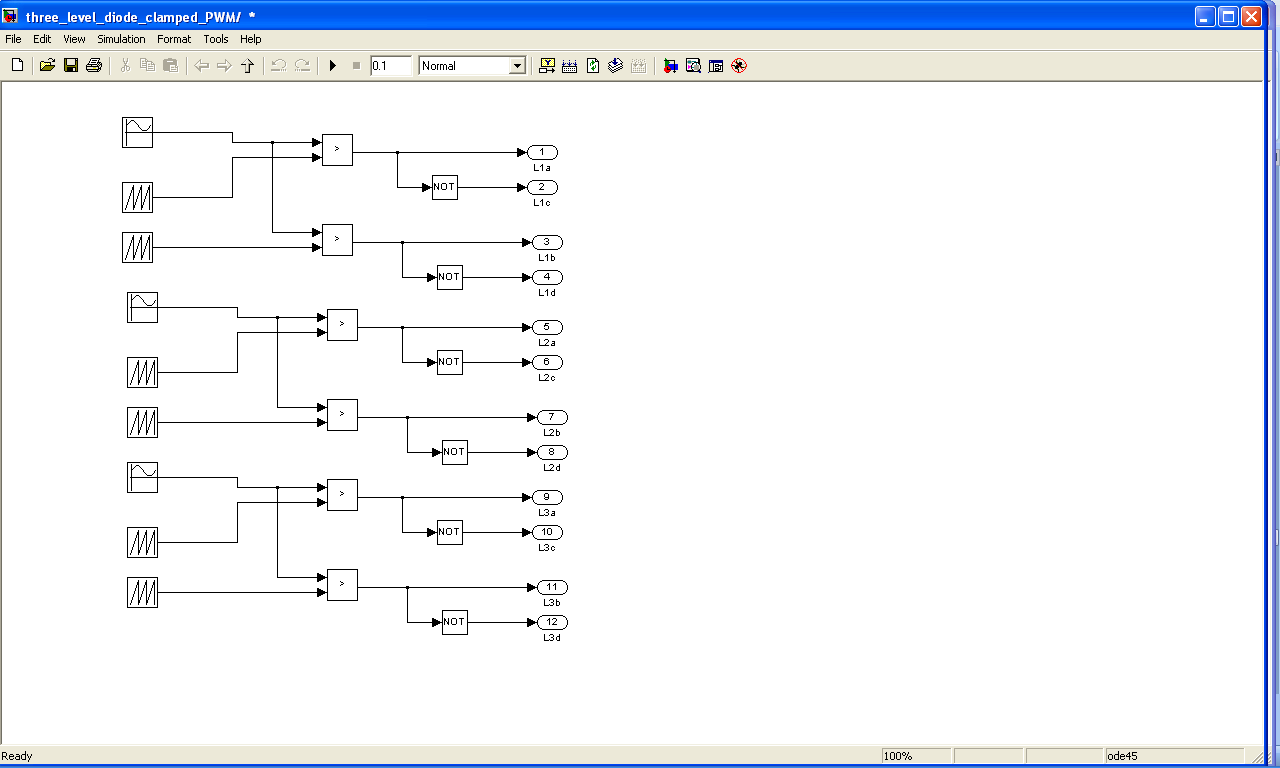 three_level_diode_clamped_PWM/ *
File Edit View Simulation Format Tools Help
0.1 Normal
>
1
L1a
NOT
2
L1c
>
3
L1b
NOT
4
L1d
>
5
L2a
NOT
6
L2c
>
7
L2b
NOT
8
L2d
>
9
L3a
NOT
10
L3c
>
11
L3b
NOT
12
L3d
Ready 100% ode45